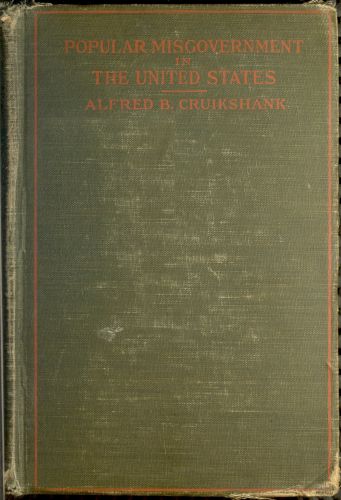 POPULAR MISGOVERNMENT
IN
THE UNITED STATES
ALFRED B. CRUIKSHANK